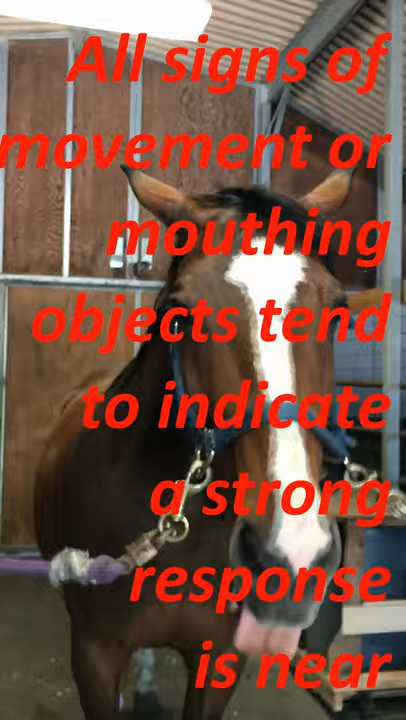 All signs of
movement or
mouthing
objects tend
to indicate
a strong
response
is near